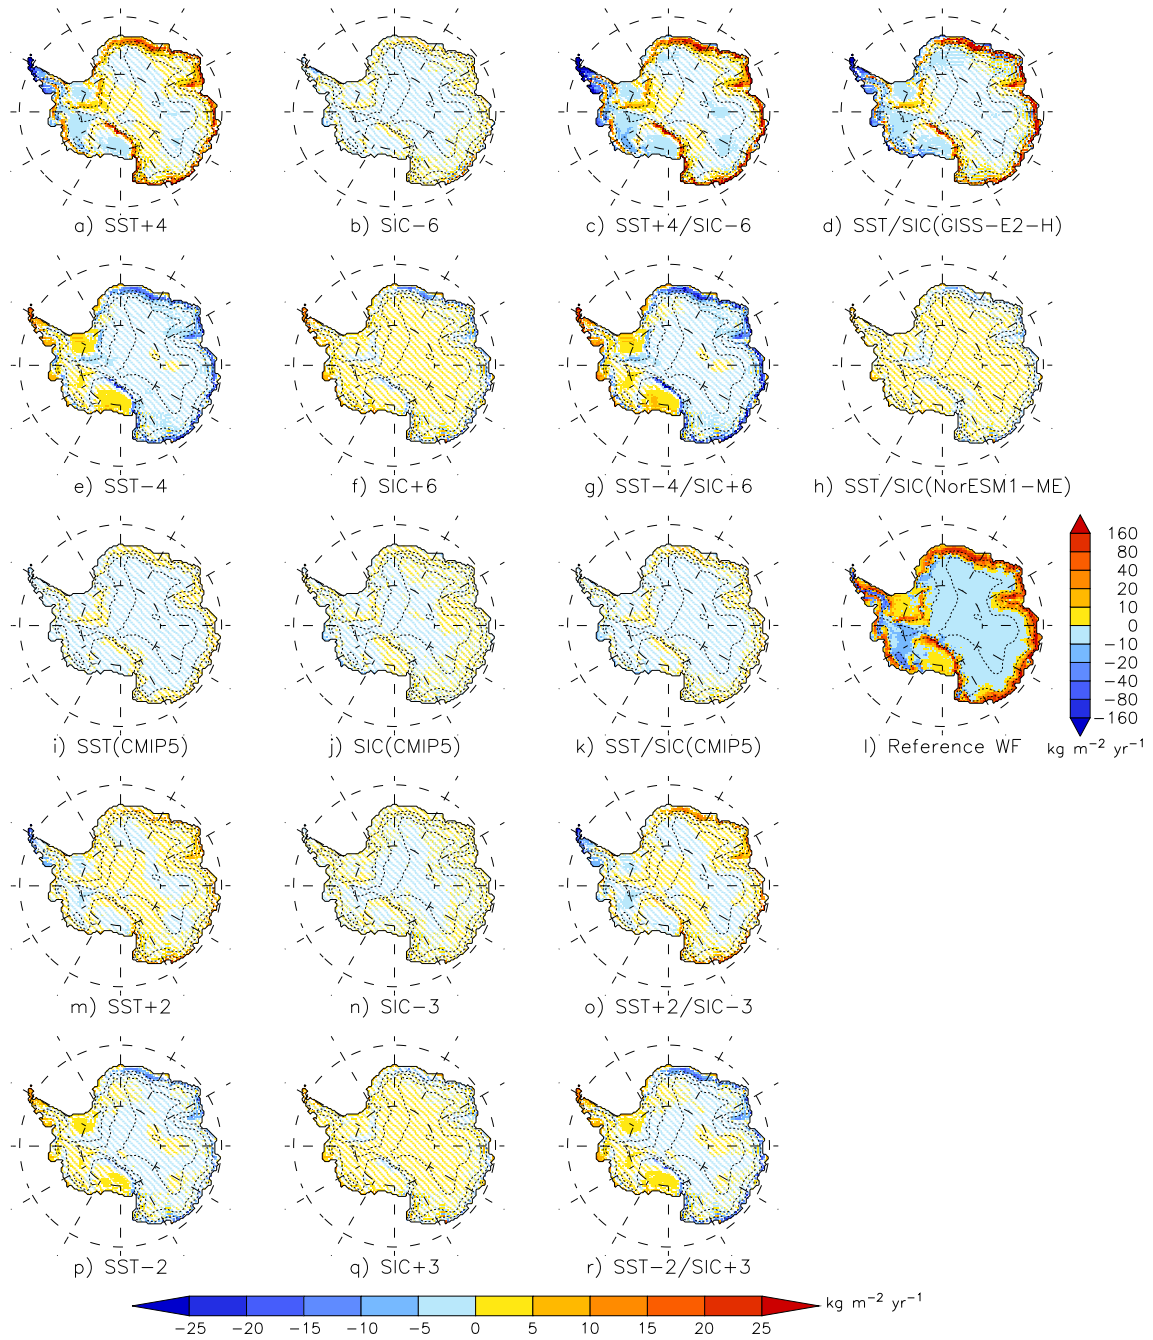 a) SST+4
b) SIC−6
c) SST+4/SIC−6
d) SST/SIC(GISS−E2−H)
e) SST−4
f) SIC+6
g) SST−4/SIC+6
h) SST/SIC(NorESM1−ME)
160
80
40
20
10
0
−10
−20
−40
−80
−160
kg m⁻² yr⁻¹
i) SST(CMIP5)
j) SIC(CMIP5)
k) SST/SIC(CMIP5)
l) Reference WF
m) SST+2
n) SIC−3
o) SST+2/SIC−3
p) SST−2
q) SIC+3
r) SST−2/SIC+3
kg m⁻² yr⁻¹
−25 −20 −15 −10 −5 0 5 10 15 20 25